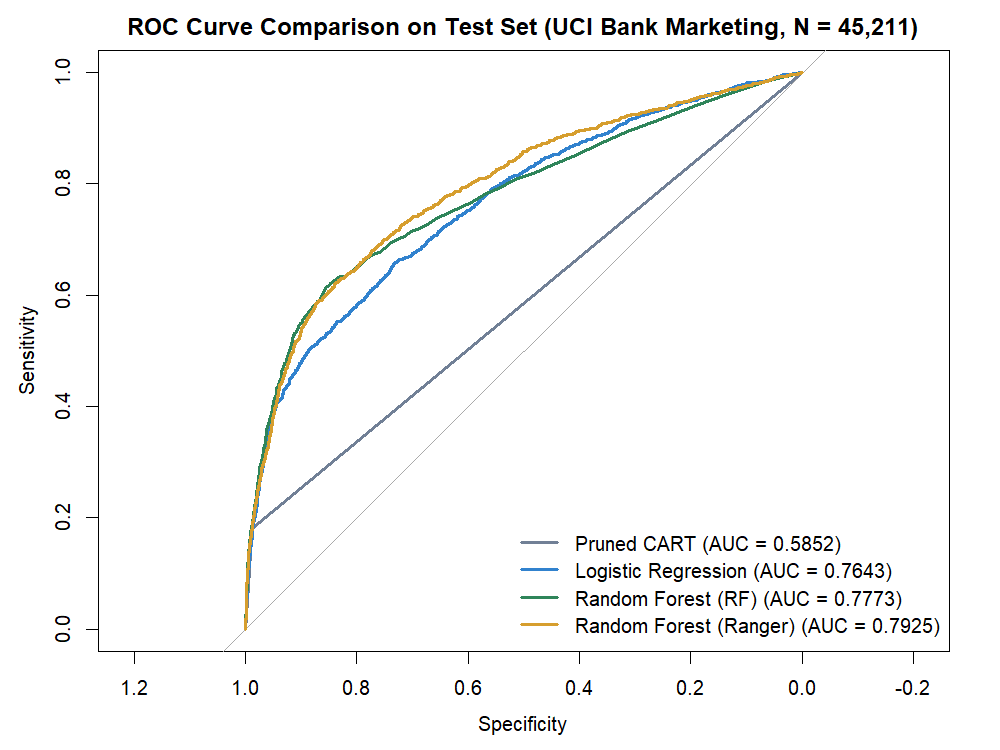 ROC Curve Comparison on Test Set (UCI Bank Marketing, N = 45,211)
Sensitivity
1.0
0.8
0.6
0.4
0.2
0.0
Pruned CART (AUC = 0.5852)
Logistic Regression (AUC = 0.7643)
Random Forest (RF) (AUC = 0.7773)
Random Forest (Ranger) (AUC = 0.7925)
1.2 1.0 0.8 0.6 0.4 0.2 0.0 -0.2
Specificity